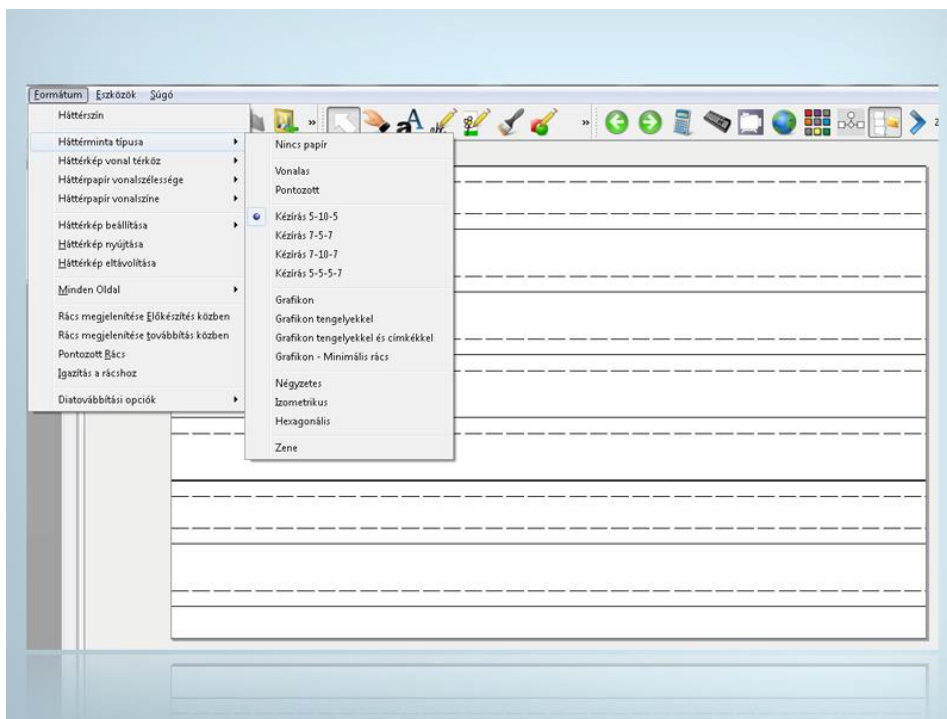 Formátum Eszközök Súgó
Háttérszín
Háttérminta típusa
Háttérkép vonal térköz
Háttérpapír vonalszélessége
Háttérpapír vonalszíne
Háttérkép beállítása
Háttérkép nyújtása
Háttérkép eltávolítása
Minden Oldal
Rács megjelenítése Előkészítés közben
Rács megjelenítése továbbítás közben
Pontozott Rács
Igazítás a rácshoz
Diatovábbítási opciók
Nincs papír
Vonalas
Pontozott
Kézírás 5-10-5
Kézírás 7-5-7
Kézírás 7-10-7
Kézírás 5-5-5-7
Grafikon
Grafikon tengelyekkel
Grafikon tengelyekkel és címkékkel
Grafikon - Minimális rács
Négyzetes
Izometrikus
Hexagonális
Zene